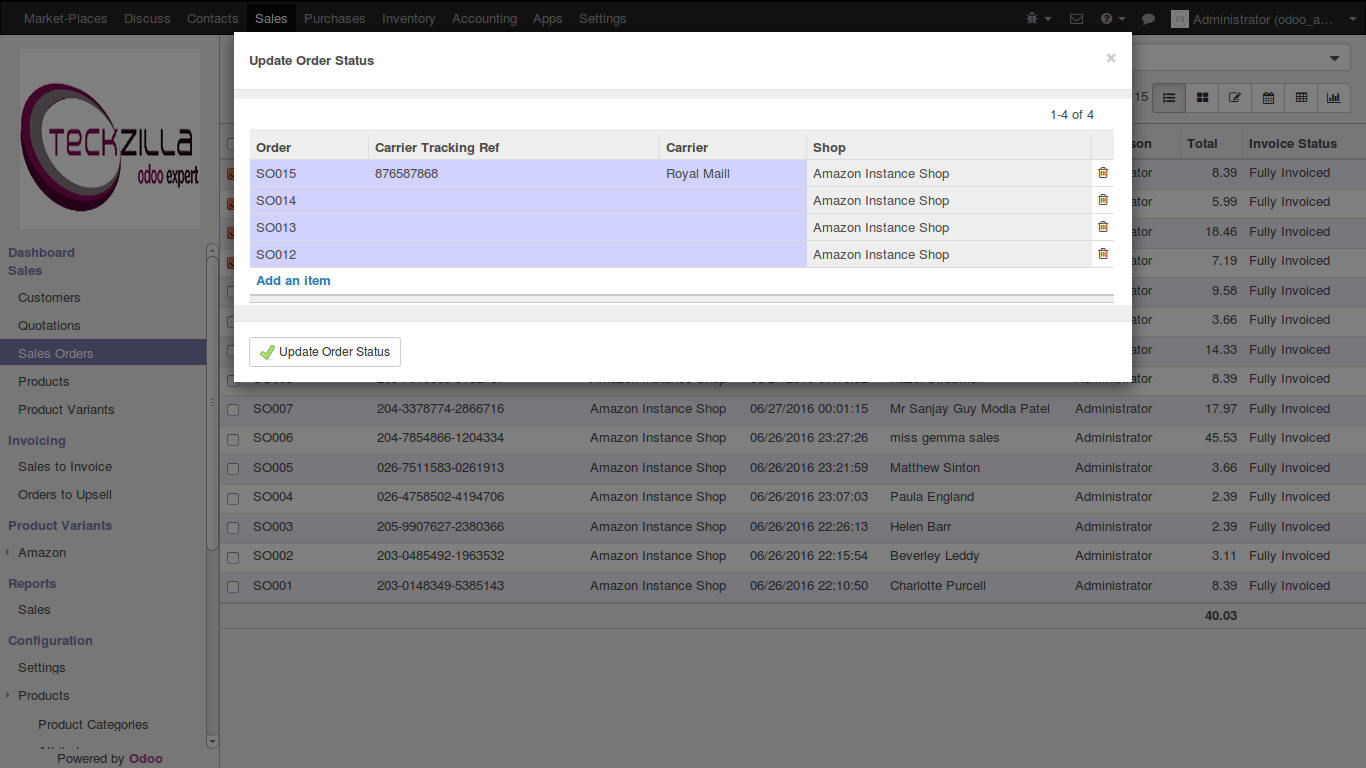 Market-Places Discuss Contacts Sales Purchases Inventory Accounting Apps Settings Administrator (odoo_a...
Update Order Status ×
TECKZILLA
odoo expert
1-4 of 4
15
Order Carrier Tracking Ref Carrier Shop
son Total Invoice Status
SO015 876587868 Royal Maill Amazon Instance Shop
ator 8.39 Fully Invoiced
SO014 Amazon Instance Shop
ator 5.99 Fully Invoiced
SO013 Amazon Instance Shop
ator 18.46 Fully Invoiced
SO012 Amazon Instance Shop
ator 7.19 Fully Invoiced
Add an item
ator 9.58 Fully Invoiced
ator 3.66 Fully Invoiced
Update Order Status
ator 14.33 Fully Invoiced
Amazon Instance Shop Administrator 8.39 Fully Invoiced
SO007 204-3378774-2866716 Amazon Instance Shop 06/27/2016 00:01:15 Mr Sanjay Guy Modia Patel Administrator 17.97 Fully Invoiced
SO006 204-7854866-1204334 Amazon Instance Shop 06/26/2016 23:27:26 miss gemma sales Administrator 45.53 Fully Invoiced
SO005 026-7511583-0261913 Amazon Instance Shop 06/26/2016 23:21:59 Matthew Sinton Administrator 3.66 Fully Invoiced
SO004 026-4758502-4194706 Amazon Instance Shop 06/26/2016 23:07:03 Paula England Administrator 2.39 Fully Invoiced
SO003 205-9907627-2380366 Amazon Instance Shop 06/26/2016 22:26:13 Helen Barr Administrator 2.39 Fully Invoiced
SO002 203-0485492-1963532 Amazon Instance Shop 06/26/2016 22:15:54 Beverley Leddy Administrator 3.11 Fully Invoiced
SO001 203-0148349-5385143 Amazon Instance Shop 06/26/2016 22:10:50 Charlotte Purcell Administrator 8.39 Fully Invoiced
40.03
Dashboard
Sales
Customers
Quotations
Sales Orders
Products
Product Variants
Invoicing
Sales to Invoice
Orders to Upsell
Product Variants
Amazon
Reports
Sales
Configuration
Settings
Products
Product Categories
Powered by Odoo